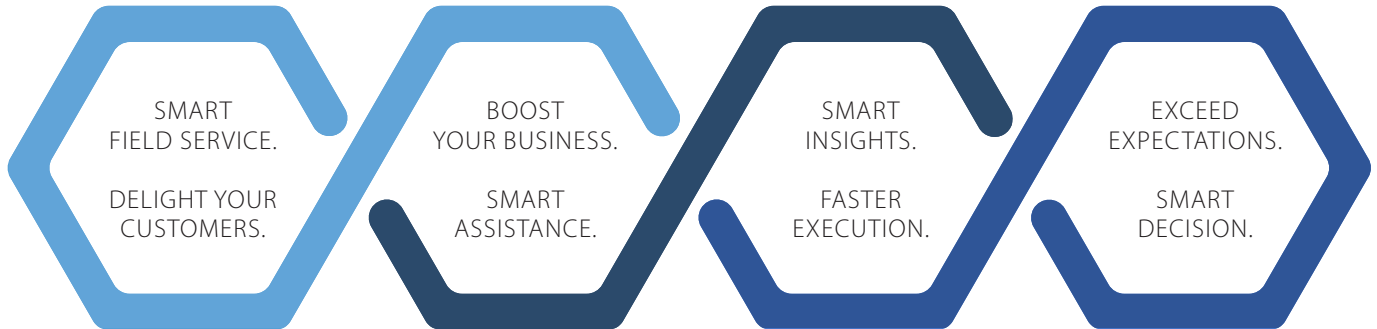 SMART
FIELD SERVICE.
DELIGHT YOUR
CUSTOMERS.
BOOST
YOUR BUSINESS.
SMART
ASSISTANCE.
SMART
INSIGHTS.
FASTER
EXECUTION.
EXCEED
EXPECTATIONS.
SMART
DECISION.